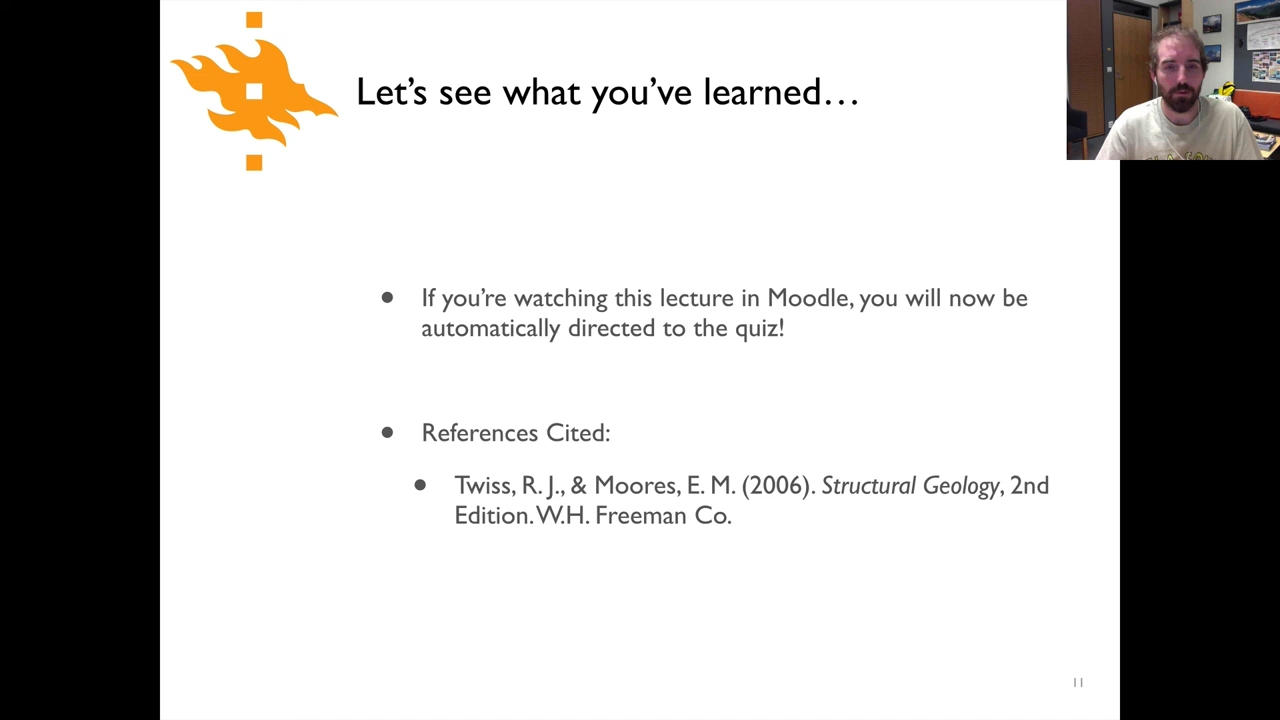 Let's see what you've learned…
If you're watching this lecture in Moodle, you will now be
automatically directed to the quiz!
References Cited:
Twiss, R. J., & Moores, E. M. (2006). Structural Geology, 2nd
Edition. W.H. Freeman Co.
11